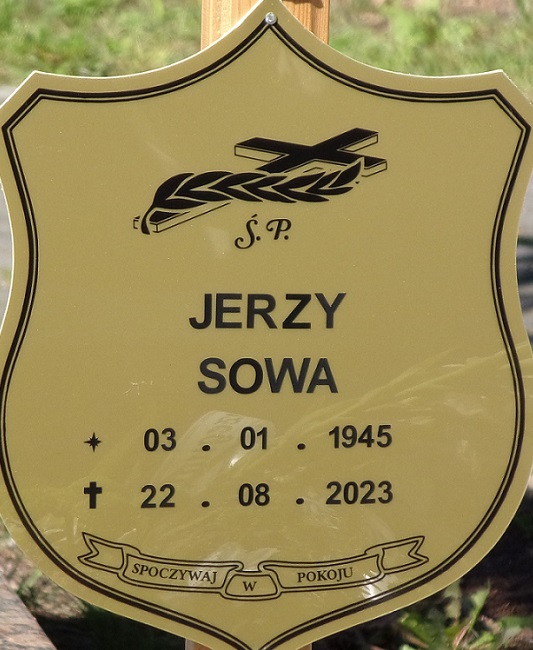 Ś. P.
JERZY
SOWA
03 . 01 . 1945
✝ 22 . 08 . 2023
SPOCZYWAJ W POKOJU